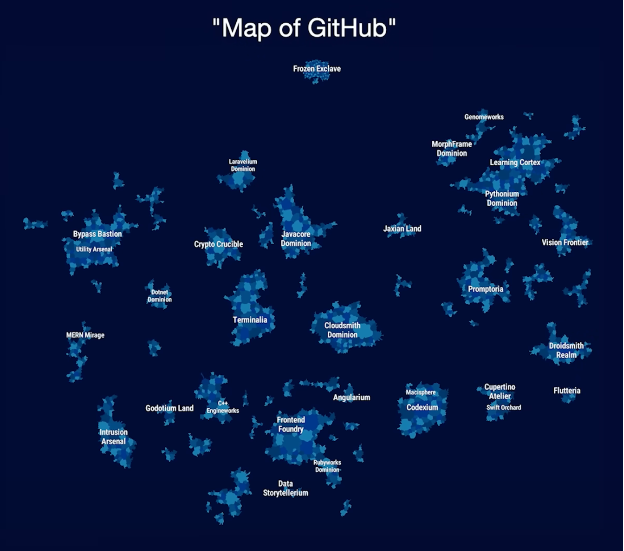 "Map of GitHub"
Frozen Exclave
Genomeworks
MorphFrame
Dominion
Learning Cortex
Laravelium
Dominion
Pythonium
Dominion
Bypass Bastion
Utility Arsenal
Crypto Crucible
Javacore
Dominion
Jaxian Land
Vision Frontier
Dotnet
Dominion
Promptoria
Terminalia
Cloudsmith
Dominion
MERN Mirage
Droidsmith
Realm
Angularium
Macisphere
Codexium
Cupertino
Atelier
Swift Orchard
Flutteria
Godotium Land
C++
Engineworks
Intrusion
Arsenal
Frontend
Foundry
Rubyworks
Dominion
Data
Storytellerium